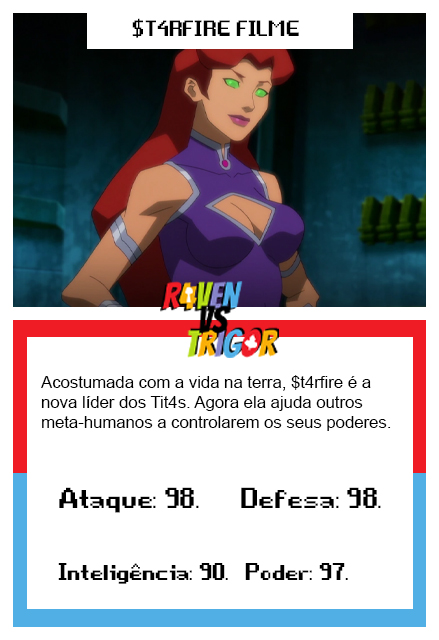 $T4RFIRE FILME
R4VEN
VS
TRIGOR
Acostumada com a vida na terra, $t4rfire é a
nova líder dos Tit4s. Agora ela ajuda outros
meta-humanos a controlarem os seus poderes.
Ataque: 98. Defesa: 98.
Inteligência: 90. Poder: 97.